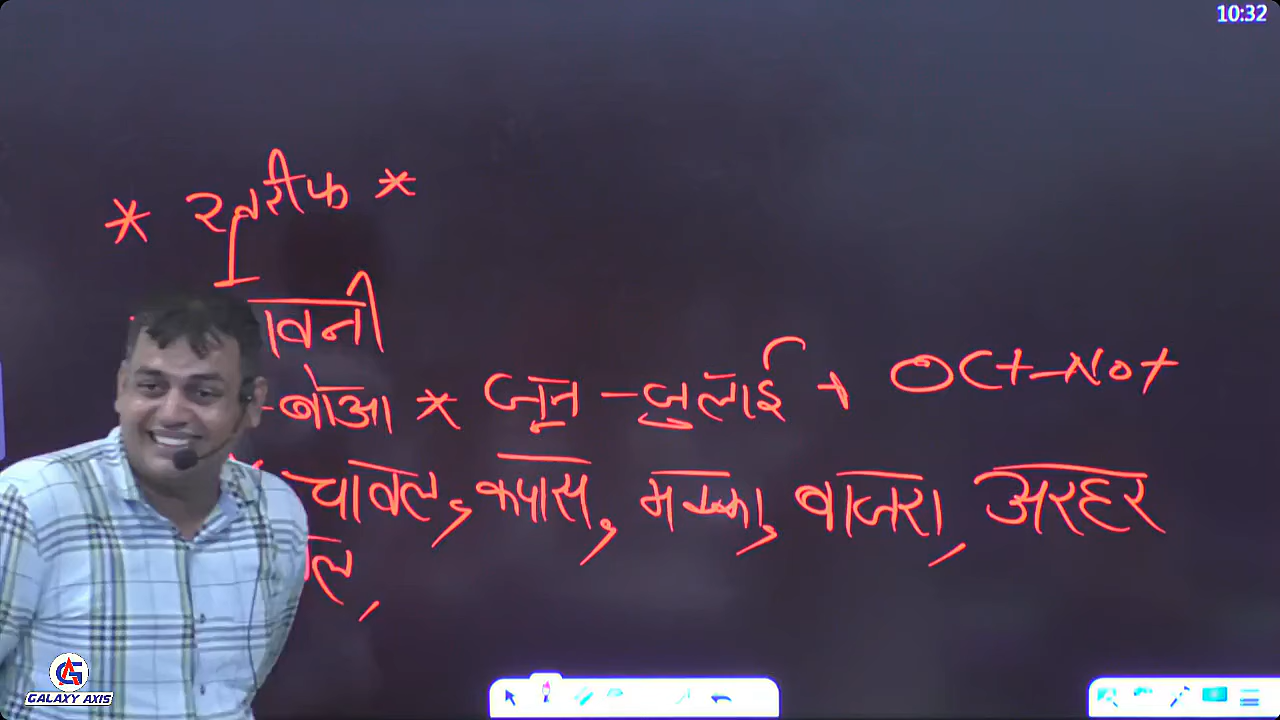 10:32
* खरीफ *
ावनी
-बोआ * जून - जुलाई + Oct-Nov
चावल, कपास, मक्का, बाजरा, अरहर
ल,
GALAXY AXIS